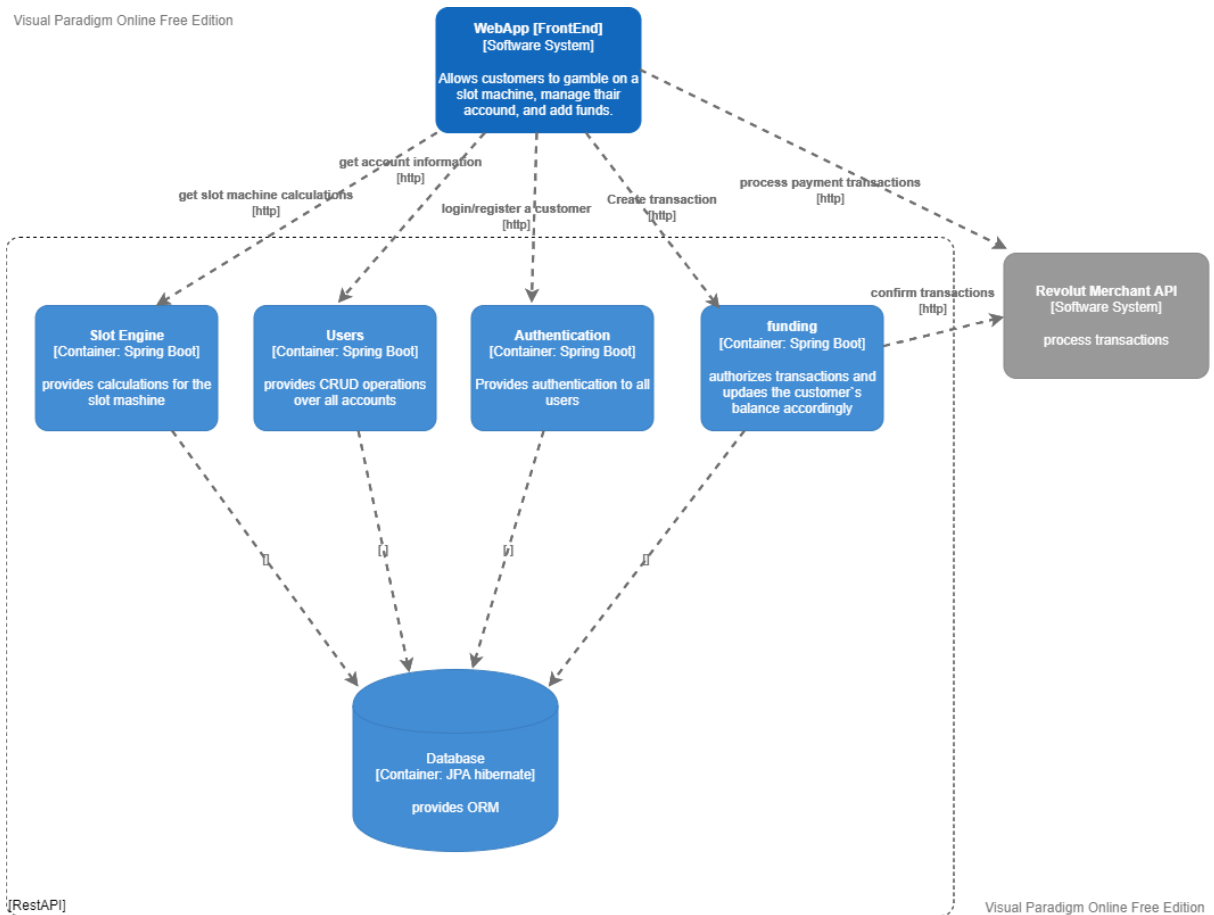 Visual Paradigm Online Free Edition
WebApp [FrontEnd]
[Software System]
Allows customers to gamble on a
slot machine, manage thair
accound, and add funds.
get account information
[http]
get slot machine calculations
[http]
login/register a customer
[http]
Create transaction
[http]
process payment transactions
[http]
Slot Engine
[Container: Spring Boot]
provides calculations for the
slot mashine
Users
[Container: Spring Boot]
provides CRUD operations
over all accounts
Authentication
[Container: Spring Boot]
Provides authentication to all
users
funding
[Container: Spring Boot]
authorizes transactions and
updaes the customer`s
balance accordingly
confirm transactions
[http]
Revolut Merchant API
[Software System]
process transactions
[]
[]
[]
[]
Database
[Container: JPA hibernate]
provides ORM
[RestAPI]
Visual Paradigm Online Free Edition